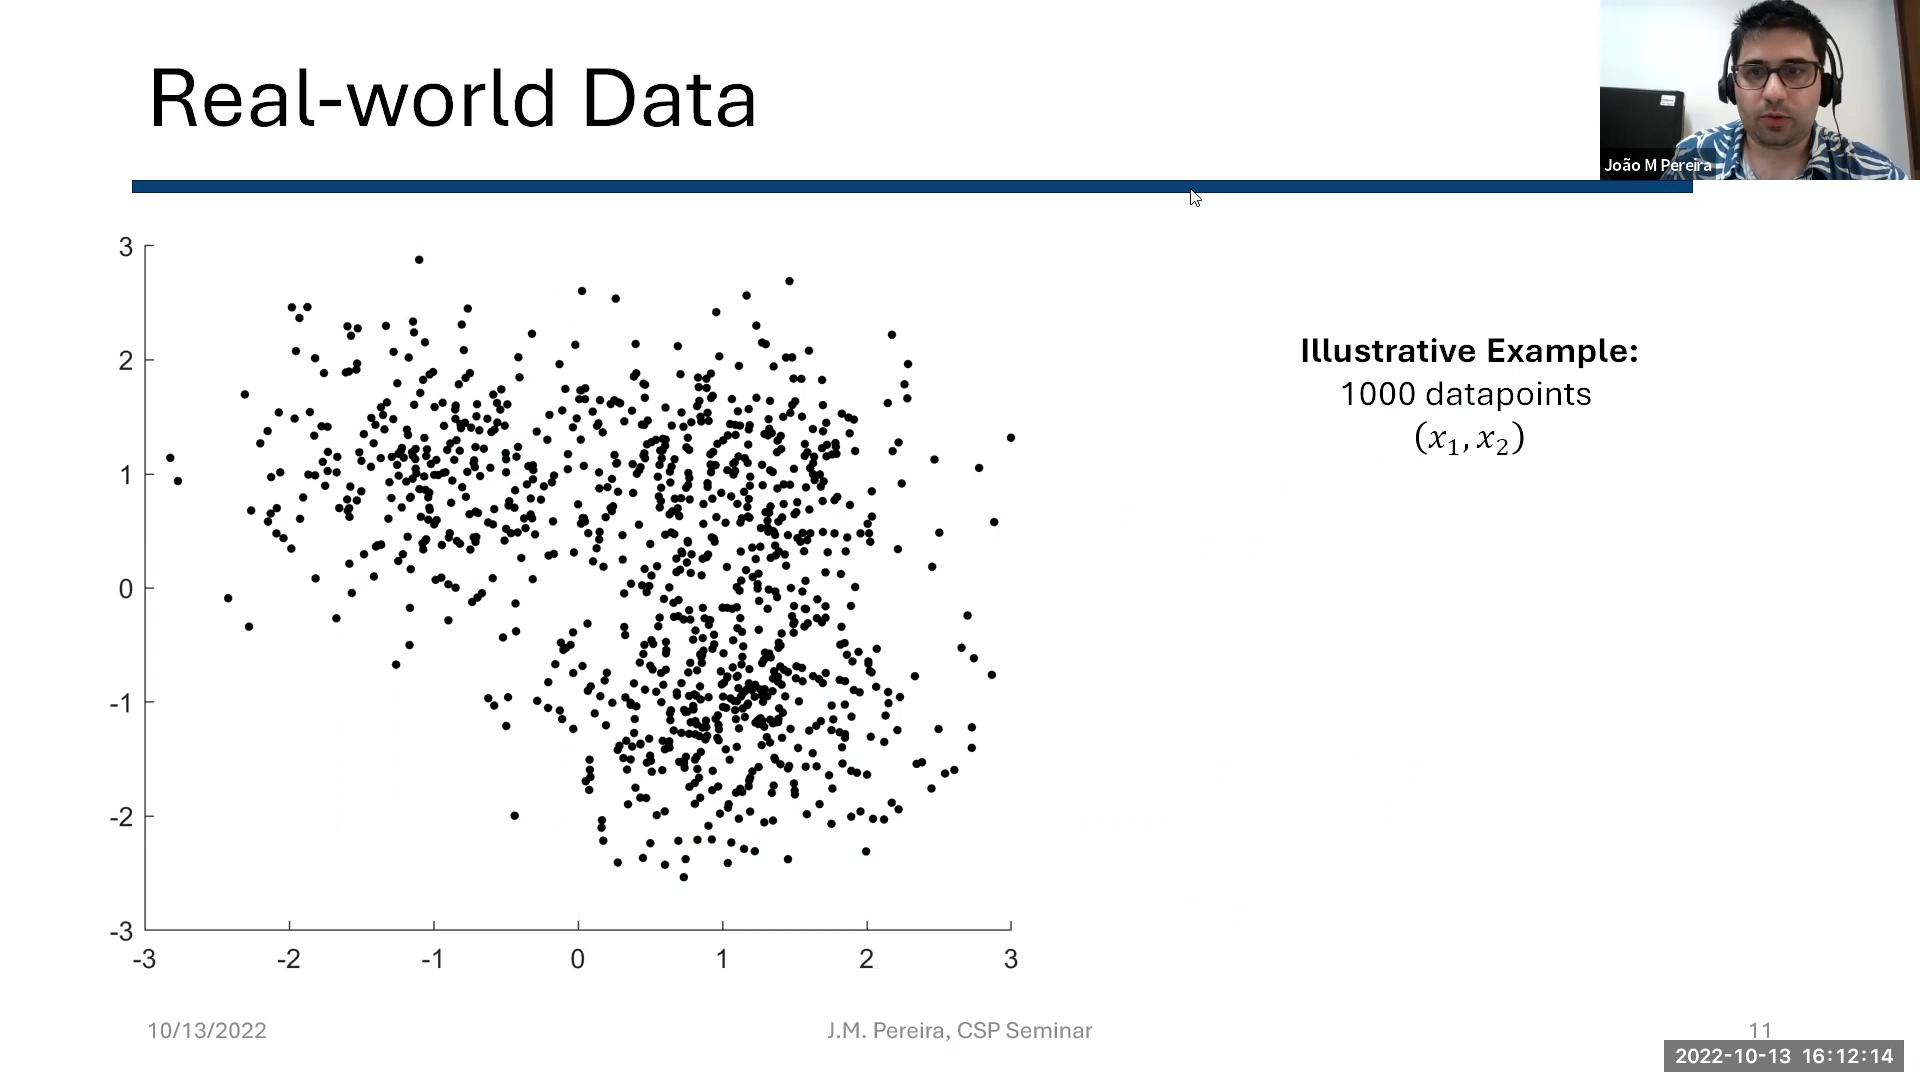 Real-world Data
João M Pereira
3
2
1
0
-1
-2
-3
-3 -2 -1 0 1 2 3
Illustrative Example:
1000 datapoints
(x₁, x₂)
10/13/2022
J.M. Pereira, CSP Seminar
11
2022-10-13 16:12:14